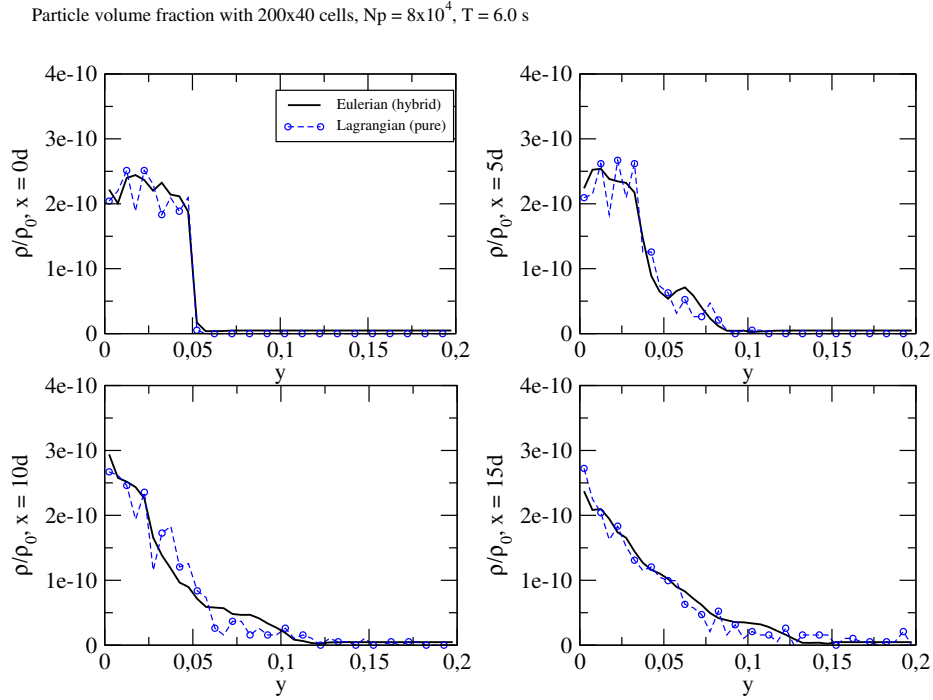 Particle volume fraction with 200x40 cells, Np = 8x10^4, T = 6.0 s
4e-10
3e-10
2e-10
1e-10
0
0 0,05 0,1 0,15 0,2
y
ρ/ρ0, x = 0d
Eulerian (hybrid)
Lagrangian (pure)
4e-10
3e-10
2e-10
1e-10
0
0 0,05 0,1 0,15 0,2
y
ρ/ρ0, x = 5d
4e-10
3e-10
2e-10
1e-10
0
0 0,05 0,1 0,15 0,2
y
ρ/ρ0, x = 10d
4e-10
3e-10
2e-10
1e-10
0
0 0,05 0,1 0,15 0,2
y
ρ/ρ0, x = 15d